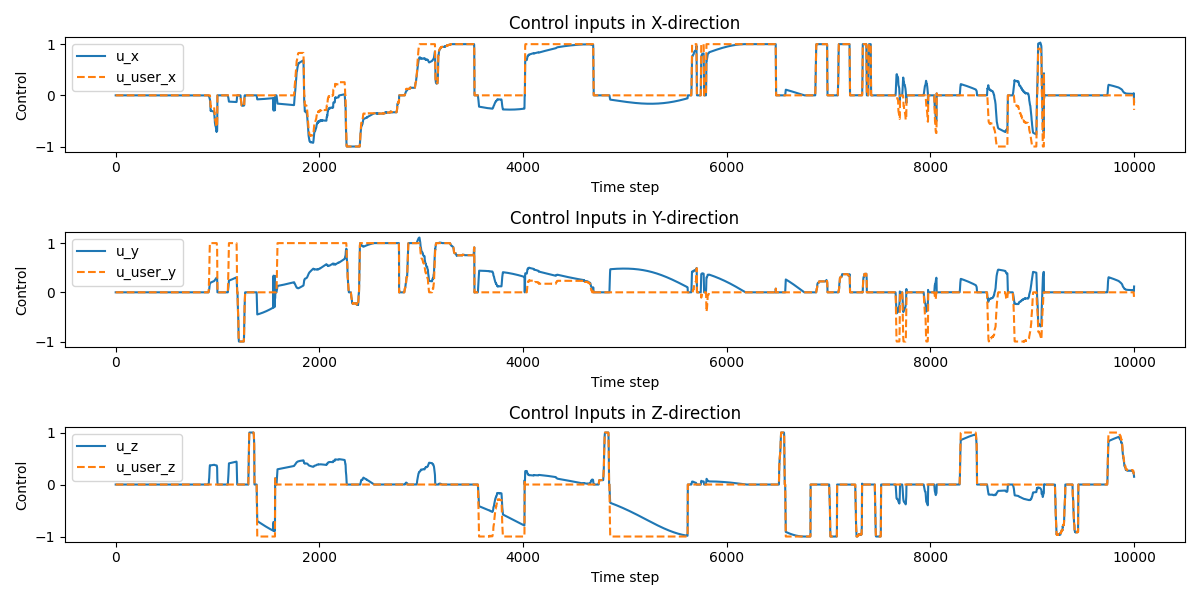 Control inputs in X-direction
1
0
−1
Control
u_x
u_user_x
0 2000 4000 6000 8000 10000
Time step
Control Inputs in Y-direction
1
0
−1
Control
u_y
u_user_y
0 2000 4000 6000 8000 10000
Time step
Control Inputs in Z-direction
1
0
−1
Control
u_z
u_user_z
0 2000 4000 6000 8000 10000
Time step